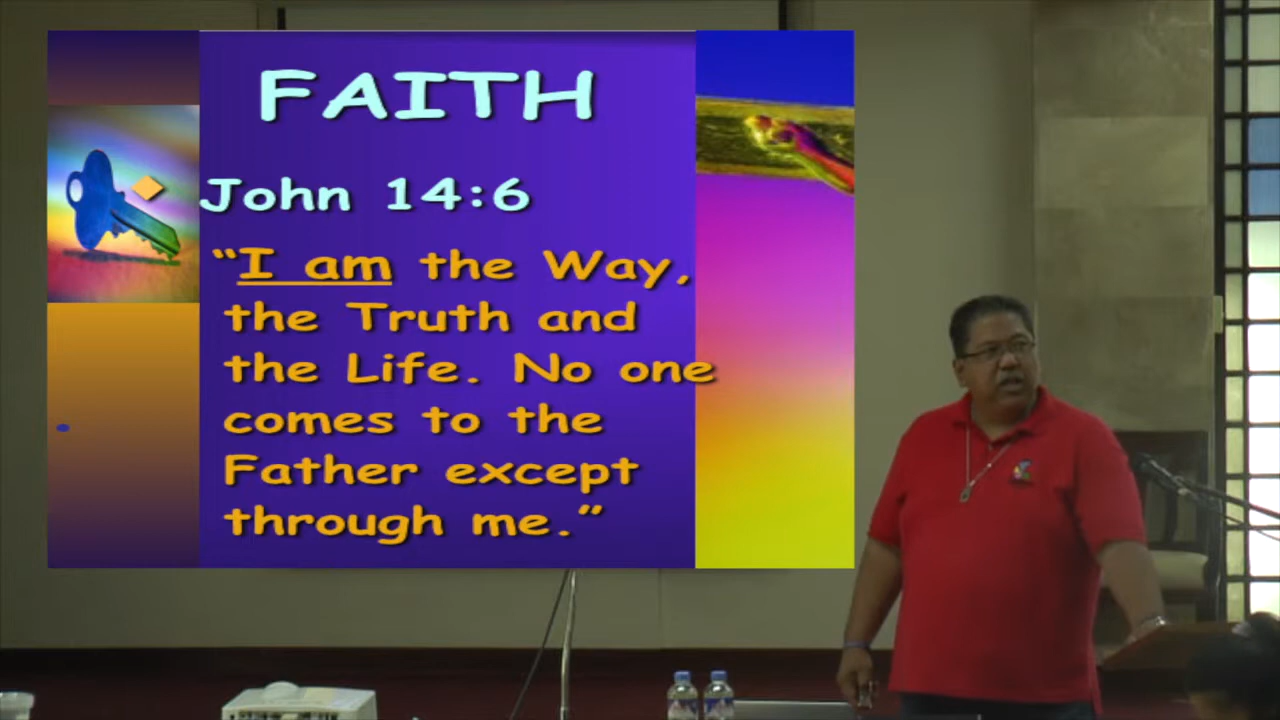 FAITH
John 14:6
“I am the Way,
the Truth and
the Life. No one
comes to the
Father except
through me.”